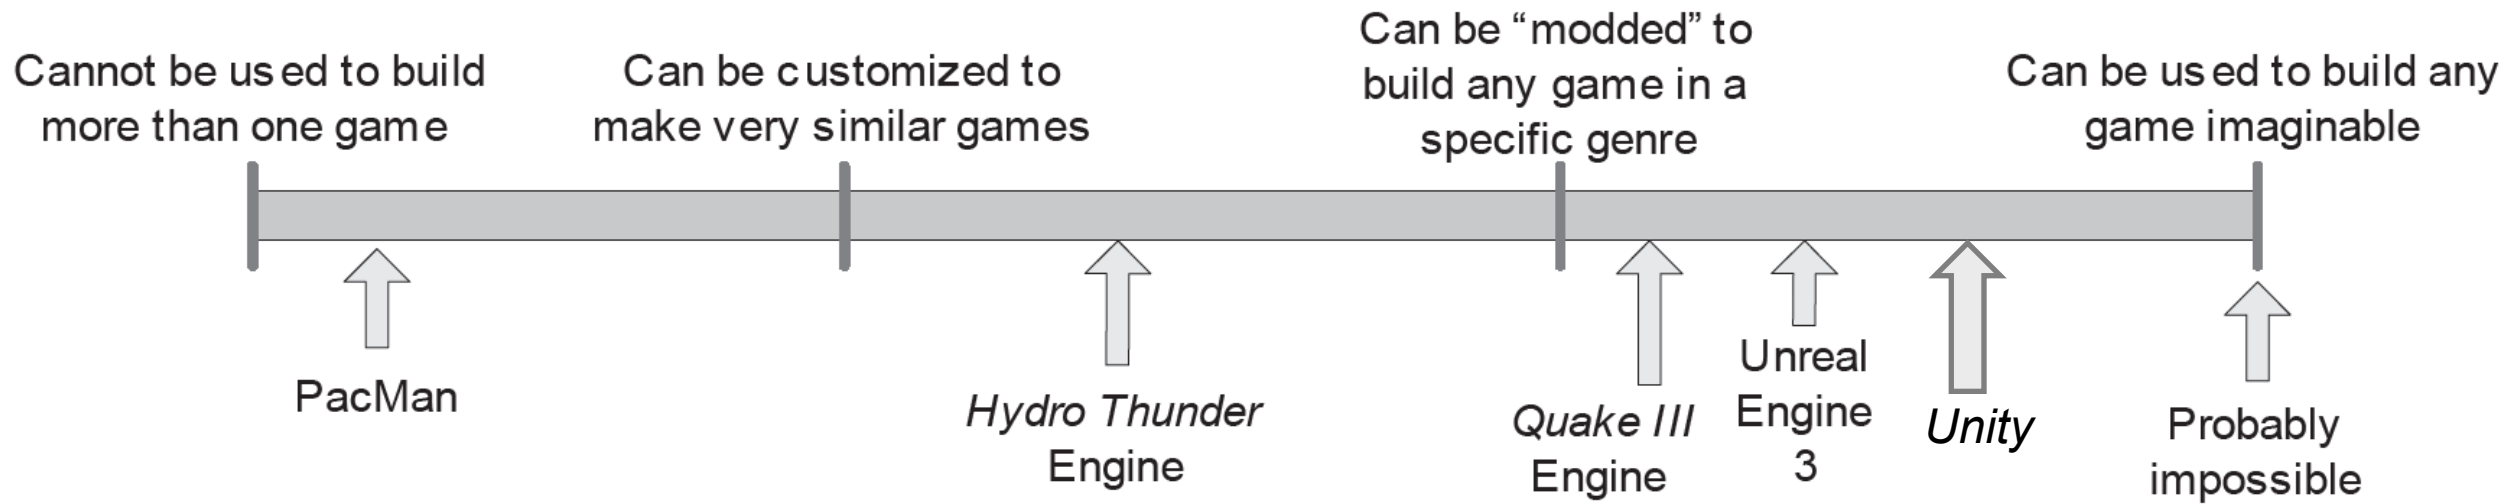 Cannot be used to build
more than one game
Can be customized to
make very similar games
Can be “modded” to
build any game in a
specific genre
Can be used to build any
game imaginable
PacMan
Hydro Thunder
Engine
Quake III
Engine
Unreal
Engine
3
Unity
Probably
impossible